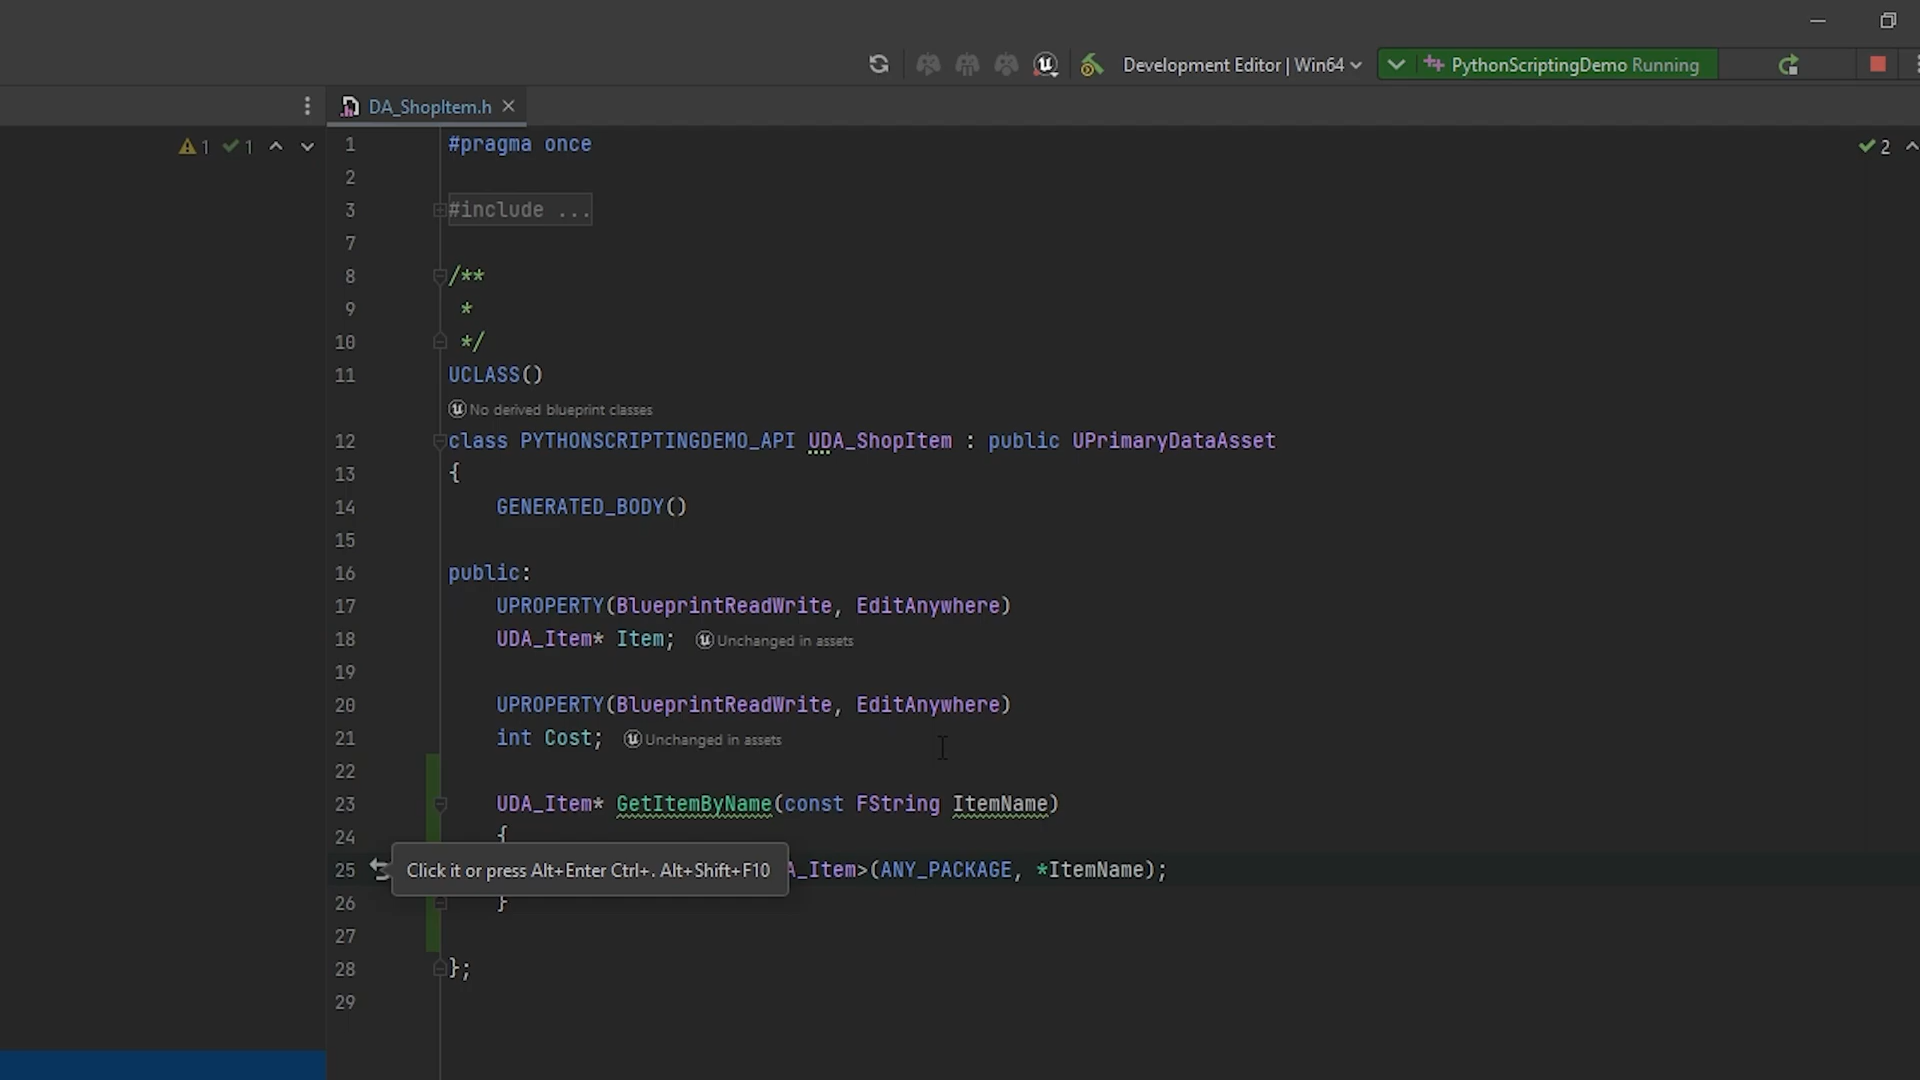 Development Editor | Win64
PythonScriptingDemo Running
DA_ShopItem.h
1 1
2
1 #pragma once
2
3 #include ...
7
8 /**
9 *
10 */
11 UCLASS()
No derived blueprint classes
12 class PYTHONSCRIPTINGDEMO_API UDA_ShopItem : public UPrimaryDataAsset
13 {
14 GENERATED_BODY()
15
16 public:
17 UPROPERTY(BlueprintReadWrite, EditAnywhere)
18 UDA_Item* Item; Unchanged in assets
19
20 UPROPERTY(BlueprintReadWrite, EditAnywhere)
21 int Cost; Unchanged in assets
22
23 UDA_Item* GetItemByName(const FString ItemName)
24 {
25 Click it or press Alt+Enter Ctrl+. Alt+Shift+F10 A_Item>(ANY_PACKAGE, *ItemName);
26 }
27
28 };
29